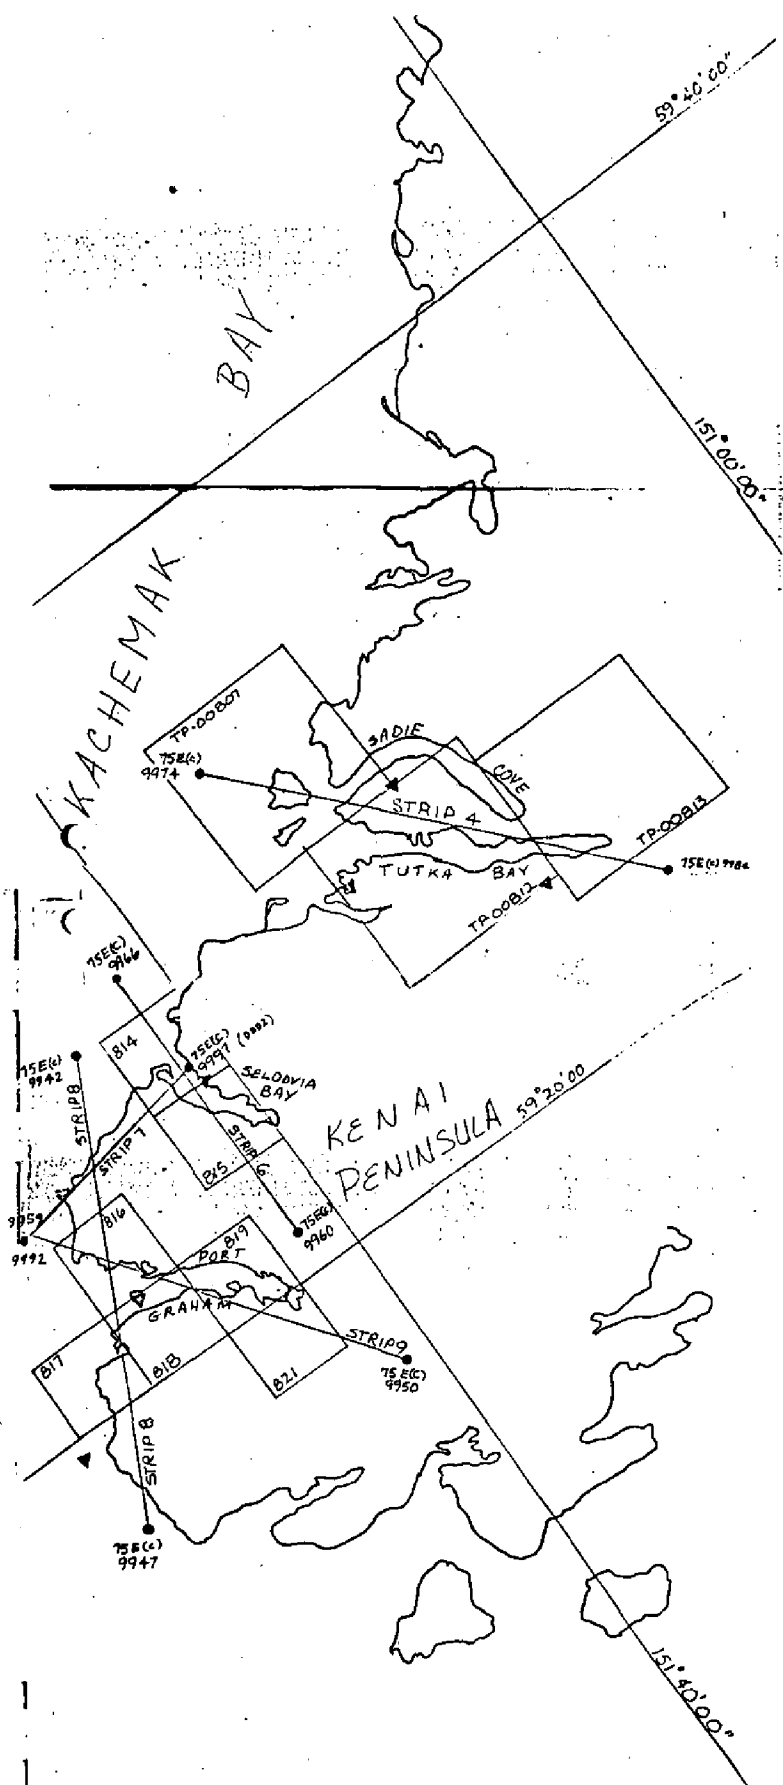 59°40'00"
BAY
151°00'00"
KACHEMAK
TP-00807
SADIE
COVE
75E(C)
9974
STRIP 4
TP-00813
TUTKA BAY
75E(C)
TP-00812
75E(C)
9966
814
75E(C)
9997 (DDD2)
75E(C)
9942
SELDOVIA
BAY
STRIP 8
STRIP 7
STRIP 6
KENAI
PENINSULA
59°20'00
815
816
9959
9992
819
75E(C)
9960
PORT
GRAHAM
STRIP 9
817
818
821
75E(C)
9950
STRIP 8
75E(C)
9947
151°40'00"